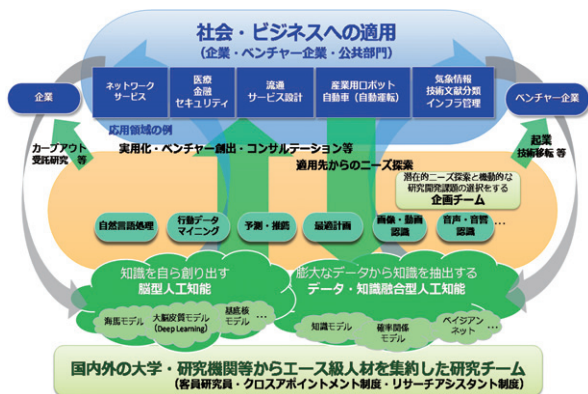 社会・ビジネスへの適用
(企業・ベンチャー企業・公共部門)
企業
ネットワーク
サービス
医療
金融
セキュリティ
流通
サービス設計
産業用ロボット
自動車(自動運転)
気象情報
技術文献分類
インフラ管理
ベンチャー企業
応用領域の例
カーブアウト
受託研究 等
実用化・ベンチャー創出・コンサルテーション等
適用先からのニーズ探索
起業
技術移転 等
潜在的ニーズ探索と機動的な
研究開発課題の選択をする
企画チーム
自然言語処理
行動データ
マイニング
予測・推薦
最適計画
画像・動画
認識
音声・音響
認識
…
知識を自ら創り出す
脳型人工知能
膨大なデータから知識を抽出する
データ・知識融合型人工知能
海馬モデル
大脳皮質モデル
(Deep Learning)
基底核
モデル
…
知識モデル
確率関係
モデル
ベイジアン
ネット
…
国内外の大学・研究機関等からエース級人材を集約した研究チーム
(客員研究員・クロスアポイントメント制度・リサーチアシスタント制度)